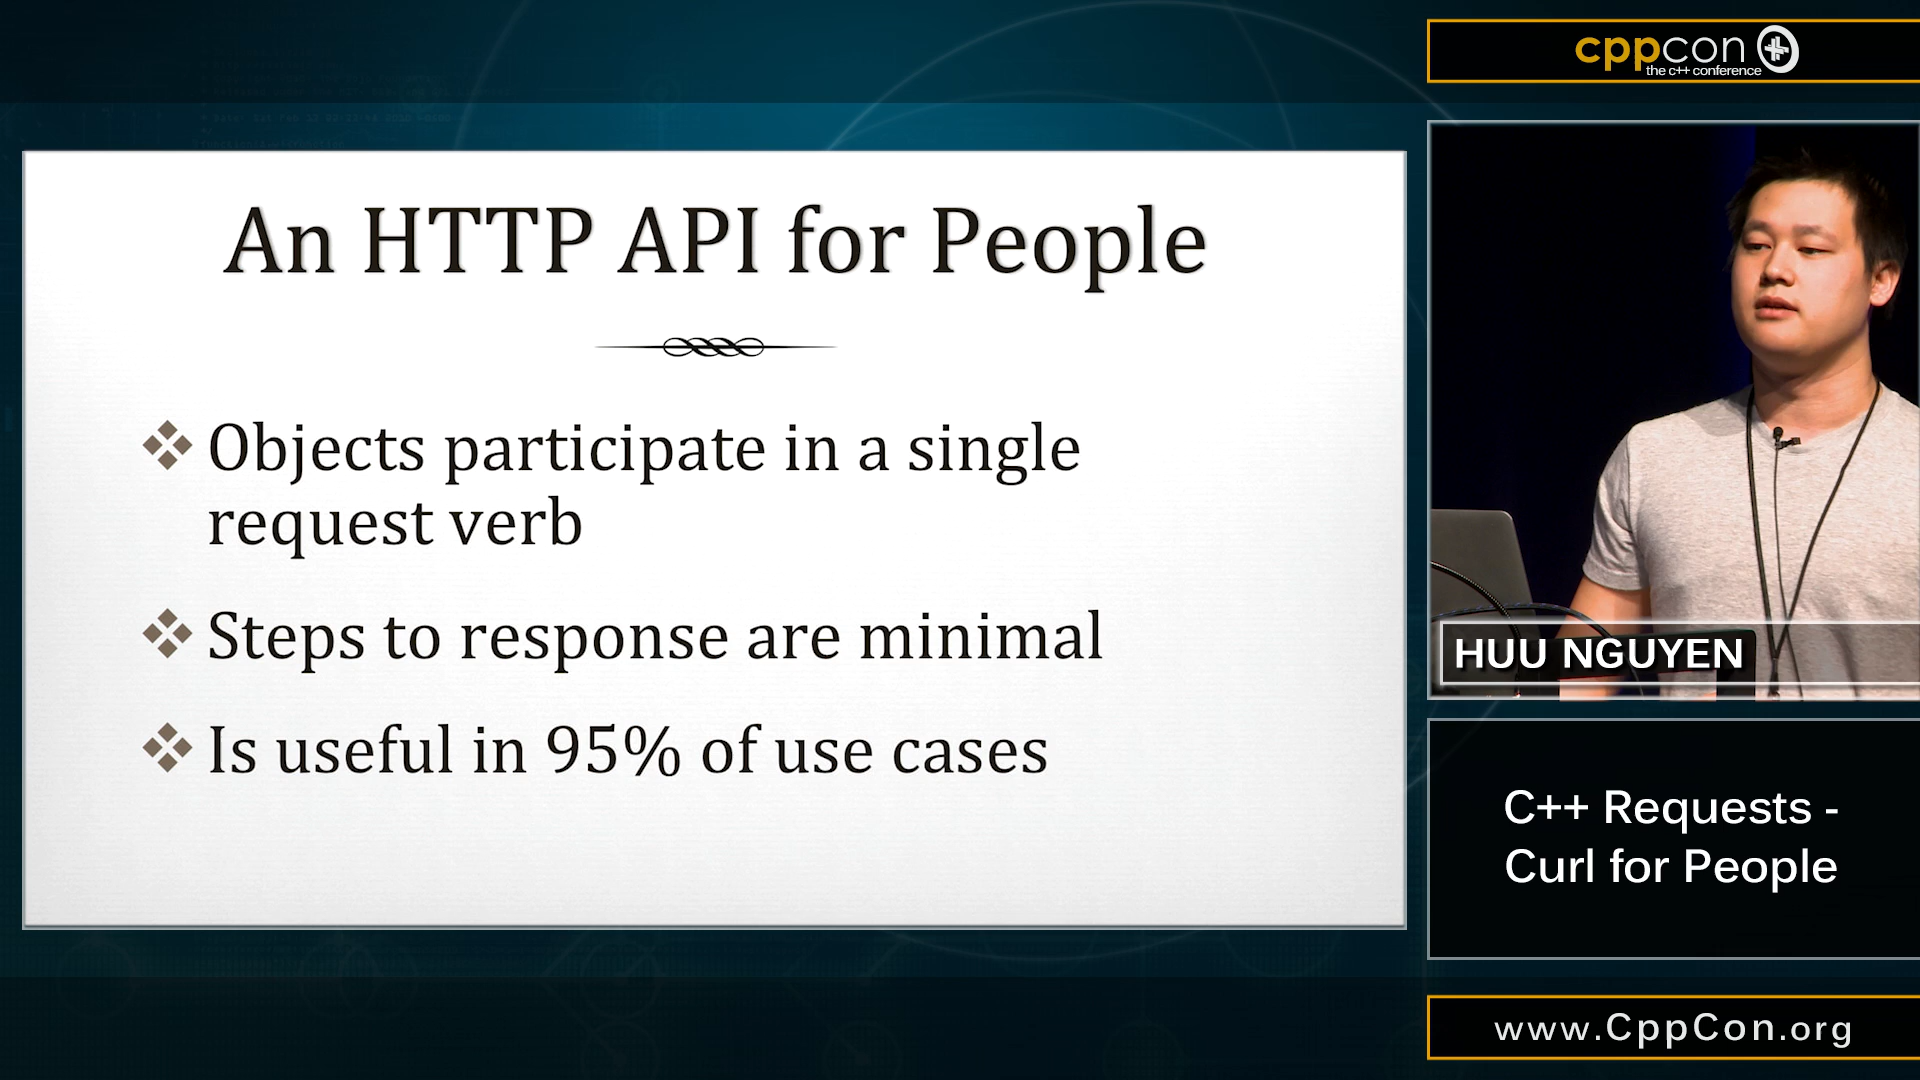 cppcon
the c++ conference
An HTTP API for People
Objects participate in a single
request verb
Steps to response are minimal
Is useful in 95% of use cases
HUU NGUYEN
C++ Requests -
Curl for People
www.CppCon.org